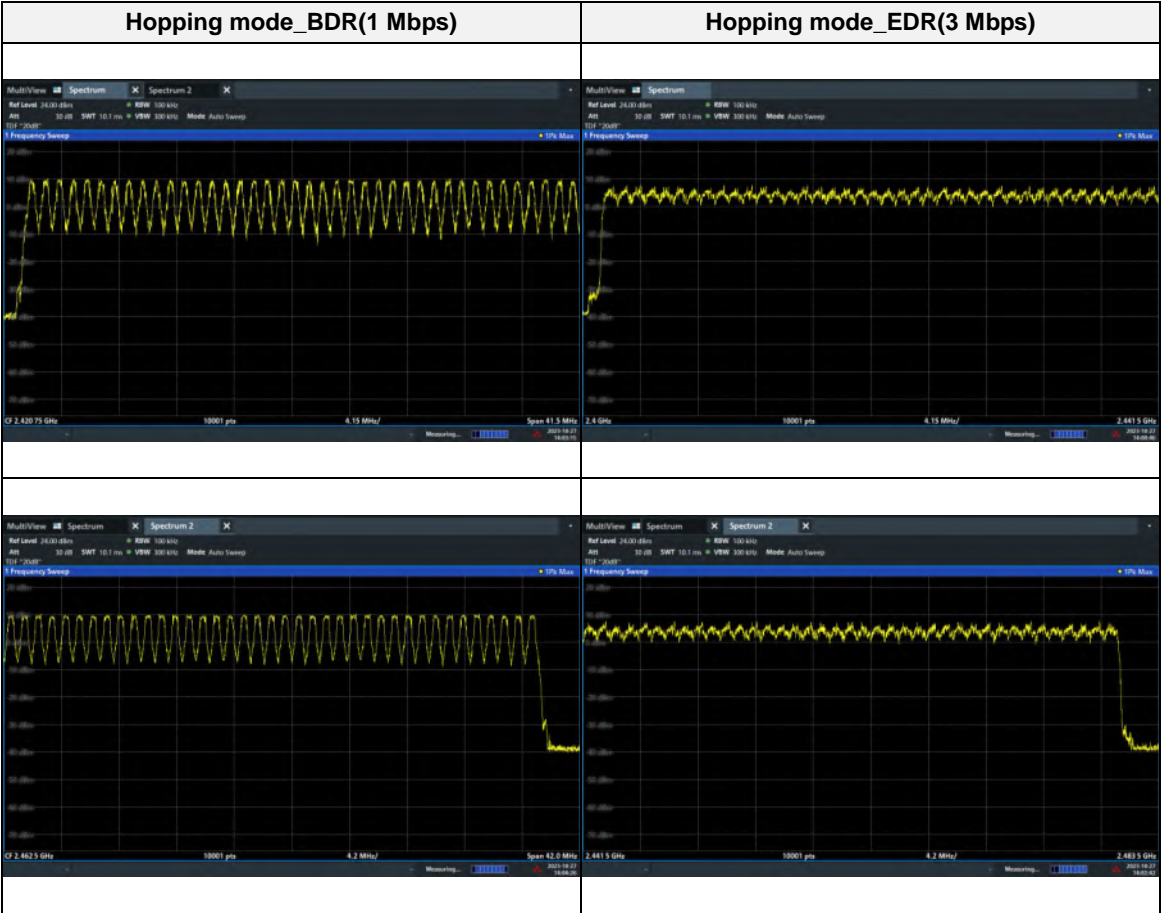 Hopping mode_BDR(1 Mbps)
Hopping mode_EDR(3 Mbps)
MultiView Spectrum X Spectrum 2 X
Ref Level 24.00 dBm RBW 100 kHz
Att 30 dB SWT 10.1 ms VBW 300 kHz Mode Auto Sweep
TDF "20dB"
1 Frequency Sweep 1Pk Max
CF 2.420 75 GHz 10001 pts 4.15 MHz/ Span 41.5 MHz
Measuring...
MultiView Spectrum
Ref Level 24.00 dBm RBW 100 kHz
Att 30 dB SWT 10.1 ms VBW 300 kHz Mode Auto Sweep
TDF "20dB"
1 Frequency Sweep 1Pk Max
2.4 GHz 10001 pts 4.15 MHz/ 2.441 5 GHz
Measuring...
MultiView Spectrum X Spectrum 2 X
Ref Level 24.00 dBm RBW 100 kHz
Att 30 dB SWT 10.1 ms VBW 300 kHz Mode Auto Sweep
TDF "20dB"
1 Frequency Sweep 1Pk Max
CF 2.462 5 GHz 10001 pts 4.2 MHz/ Span 42.0 MHz
Measuring...
MultiView Spectrum X Spectrum 2 X
Ref Level 24.00 dBm RBW 100 kHz
Att 30 dB SWT 10.1 ms VBW 300 kHz Mode Auto Sweep
TDF "20dB"
1 Frequency Sweep 1Pk Max
2.441 5 GHz 10001 pts 4.2 MHz/ 2.483 5 GHz
Measuring...